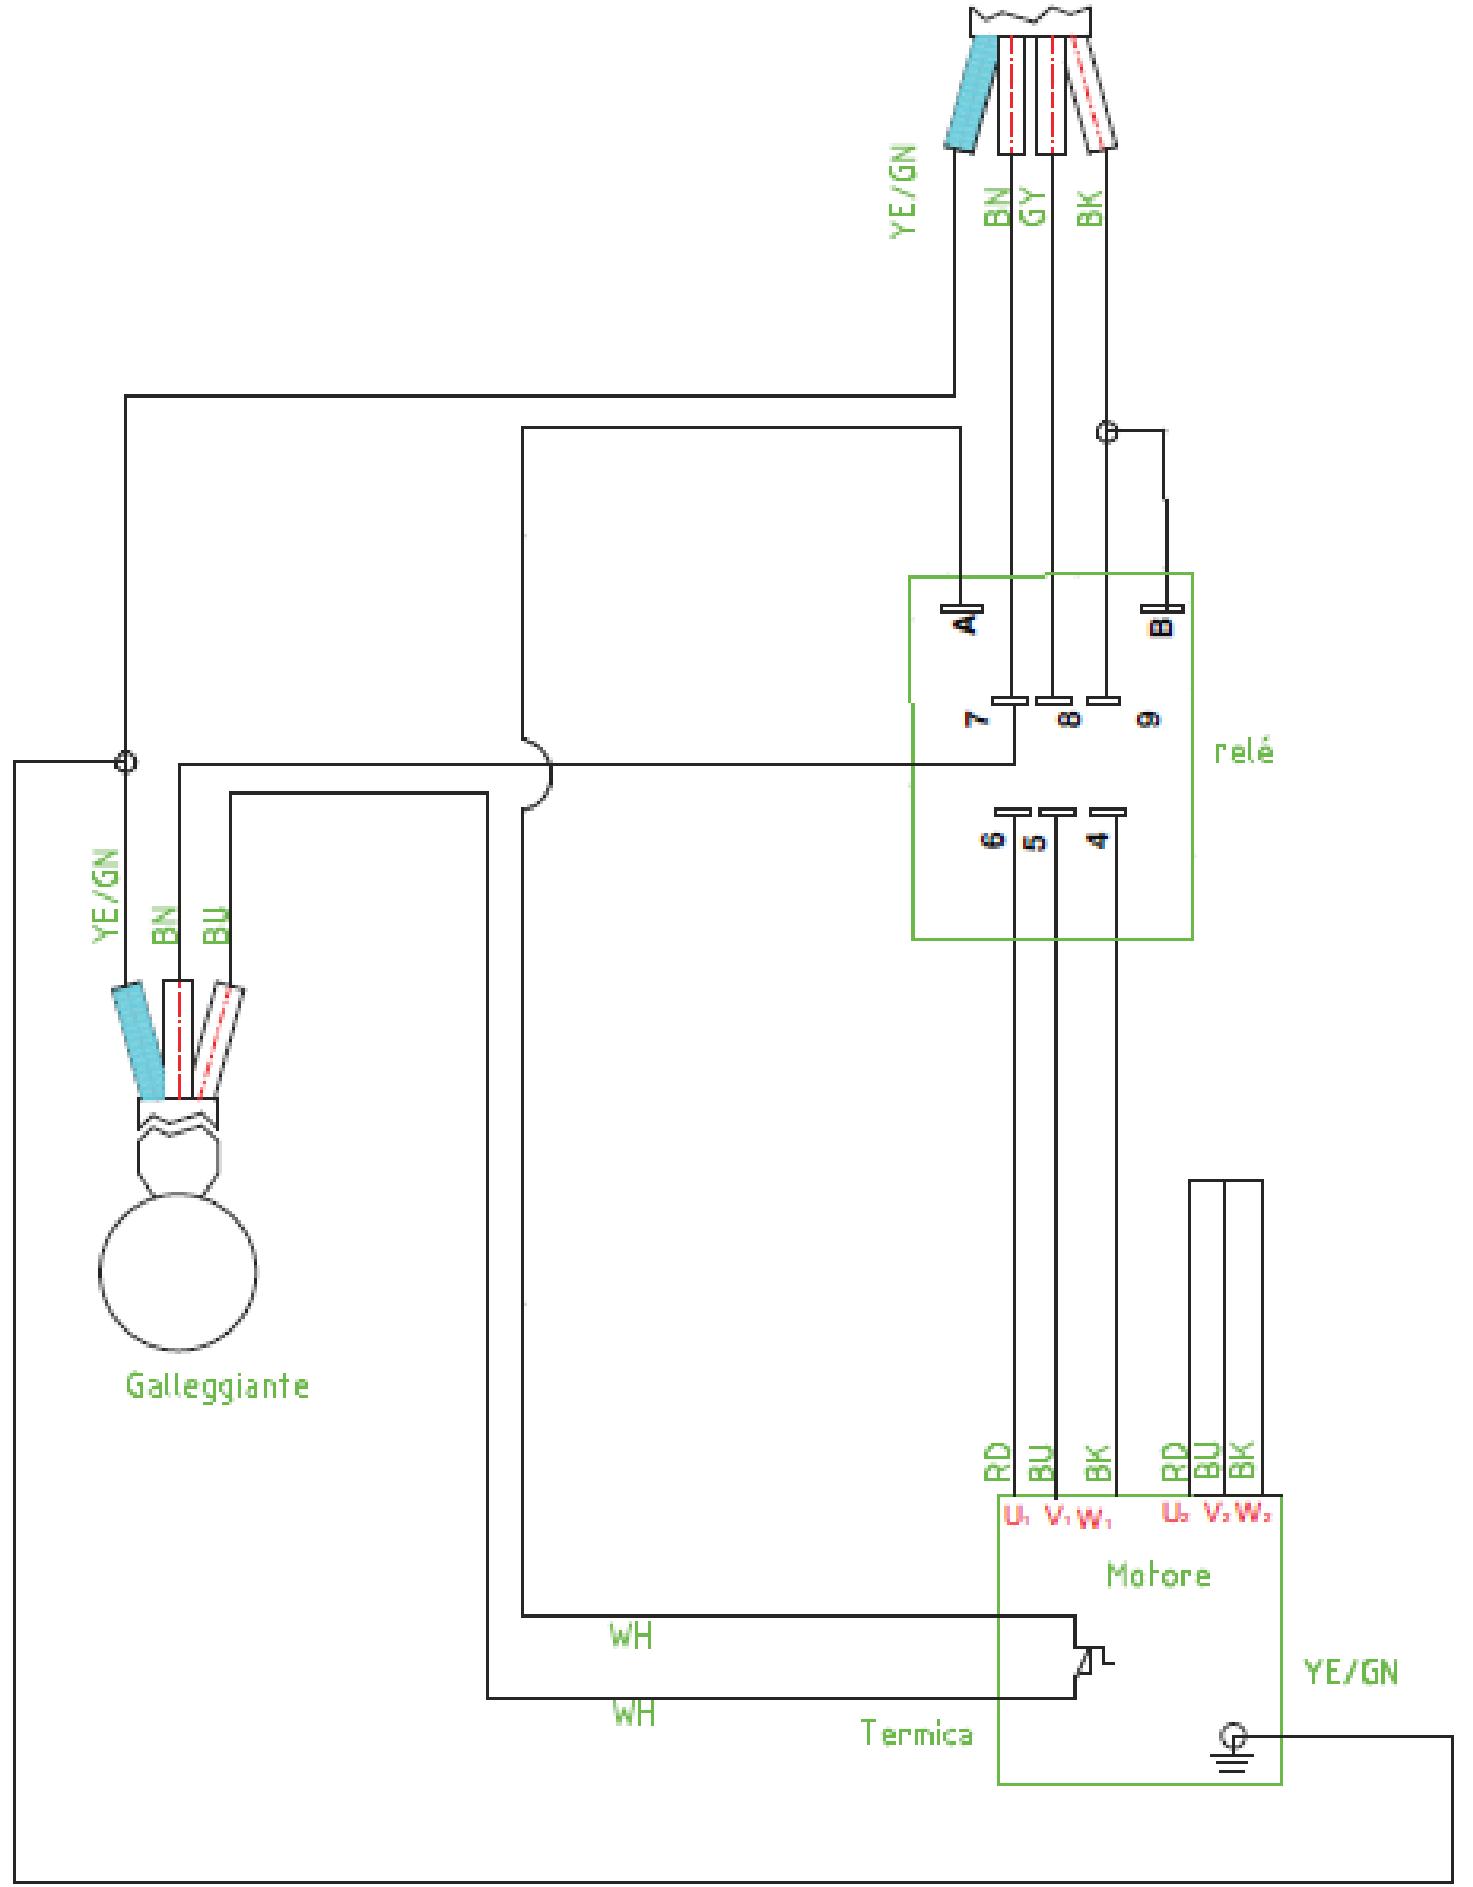 YE/GN
BN
GY
BK
A
B
7
8
9
relé
6
5
4
YE/GN
BN
BU
Galleggiante
RD
BU
BK
RD
BU
BK
U₁
V₁
W₁
U₂
V₂
W₂
Motore
WH
WH
YE/GN
Termica